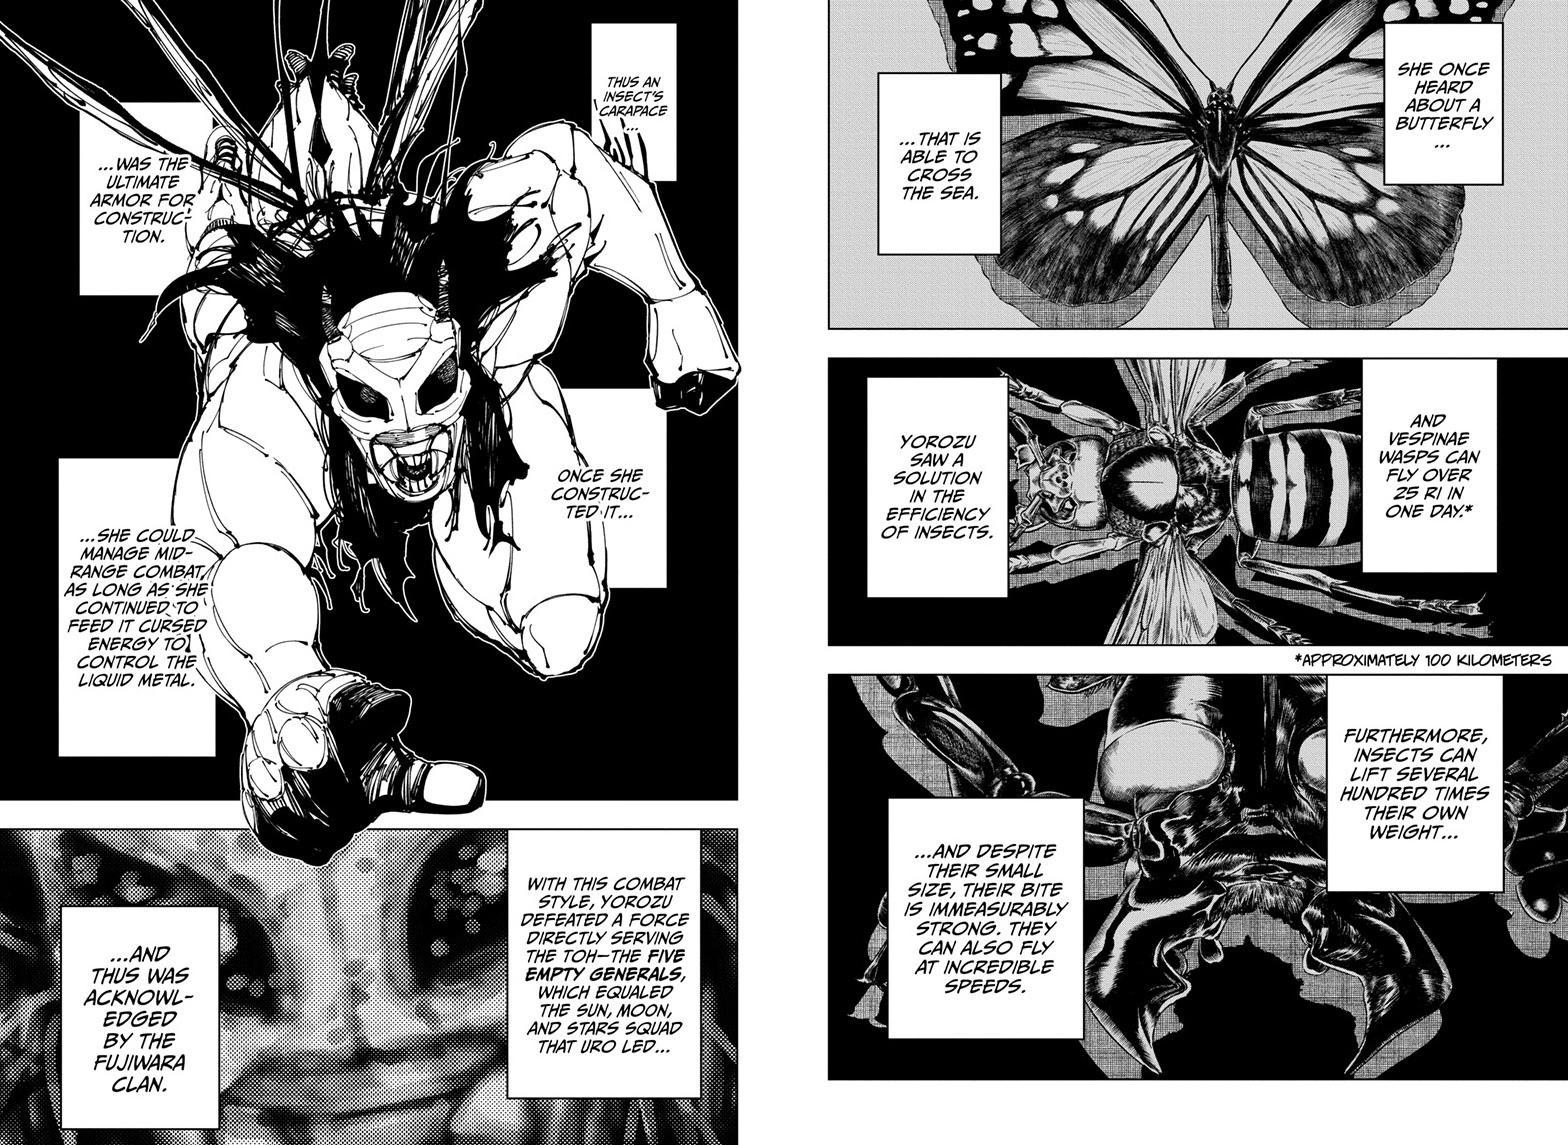 SHE ONCE
HEARD
ABOUT A
BUTTERFLY
...
...THAT IS
ABLE TO
CROSS
THE SEA.
AND
VESPINAE
WASPS CAN
FLY OVER
25 RI IN
ONE DAY.*
YOROZU
SAW A
SOLUTION
IN THE
EFFICIENCY
OF INSECTS.
*APPROXIMATELY 100 KILOMETERS
FURTHERMORE,
INSECTS CAN
LIFT SEVERAL
HUNDRED TIMES
THEIR OWN
WEIGHT...
...AND DESPITE
THEIR SMALL
SIZE, THEIR BITE
IS IMMEASURABLY
STRONG. THEY
CAN ALSO FLY
AT INCREDIBLE
SPEEDS.
THUS AN
INSECT'S
CARAPACE
...
...WAS THE
ULTIMATE
ARMOR FOR
CONSTRUC-
TION.
ONCE SHE
CONSTRUC-
TED IT...
...SHE COULD
MANAGE MID-
RANGE COMBAT,
AS LONG AS SHE
CONTINUED TO
FEED IT CURSED
ENERGY TO
CONTROL THE
LIQUID METAL.
WITH THIS COMBAT
STYLE, YOROZU
DEFEATED A FORCE
DIRECTLY SERVING
THE TOH—THE FIVE
EMPTY GENERALS,
WHICH EQUALED
THE SUN, MOON,
AND STARS SQUAD
THAT URO LED...
...AND
THUS WAS
ACKNOWL-
EDGED
BY THE
FUJIWARA
CLAN.